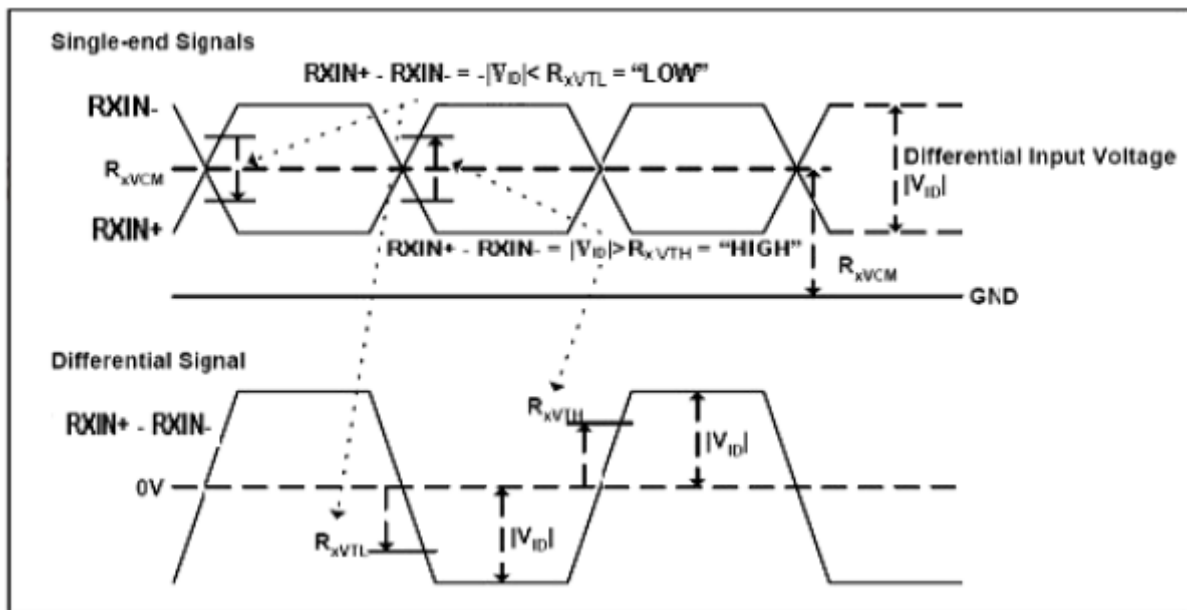 Single-end Signals
RXIN+ - RXIN- = -|VID|< RxVTL = “LOW”
RXIN-
Differential Input Voltage
|VID|
RxVCM
RXIN+
RXIN+ - RXIN- = |VID|> RxVTH = “HIGH”
RxVCM
GND
Differential Signal
RxVTH
RXIN+ - RXIN-
|VID|
0V
RxVTL
|VID|